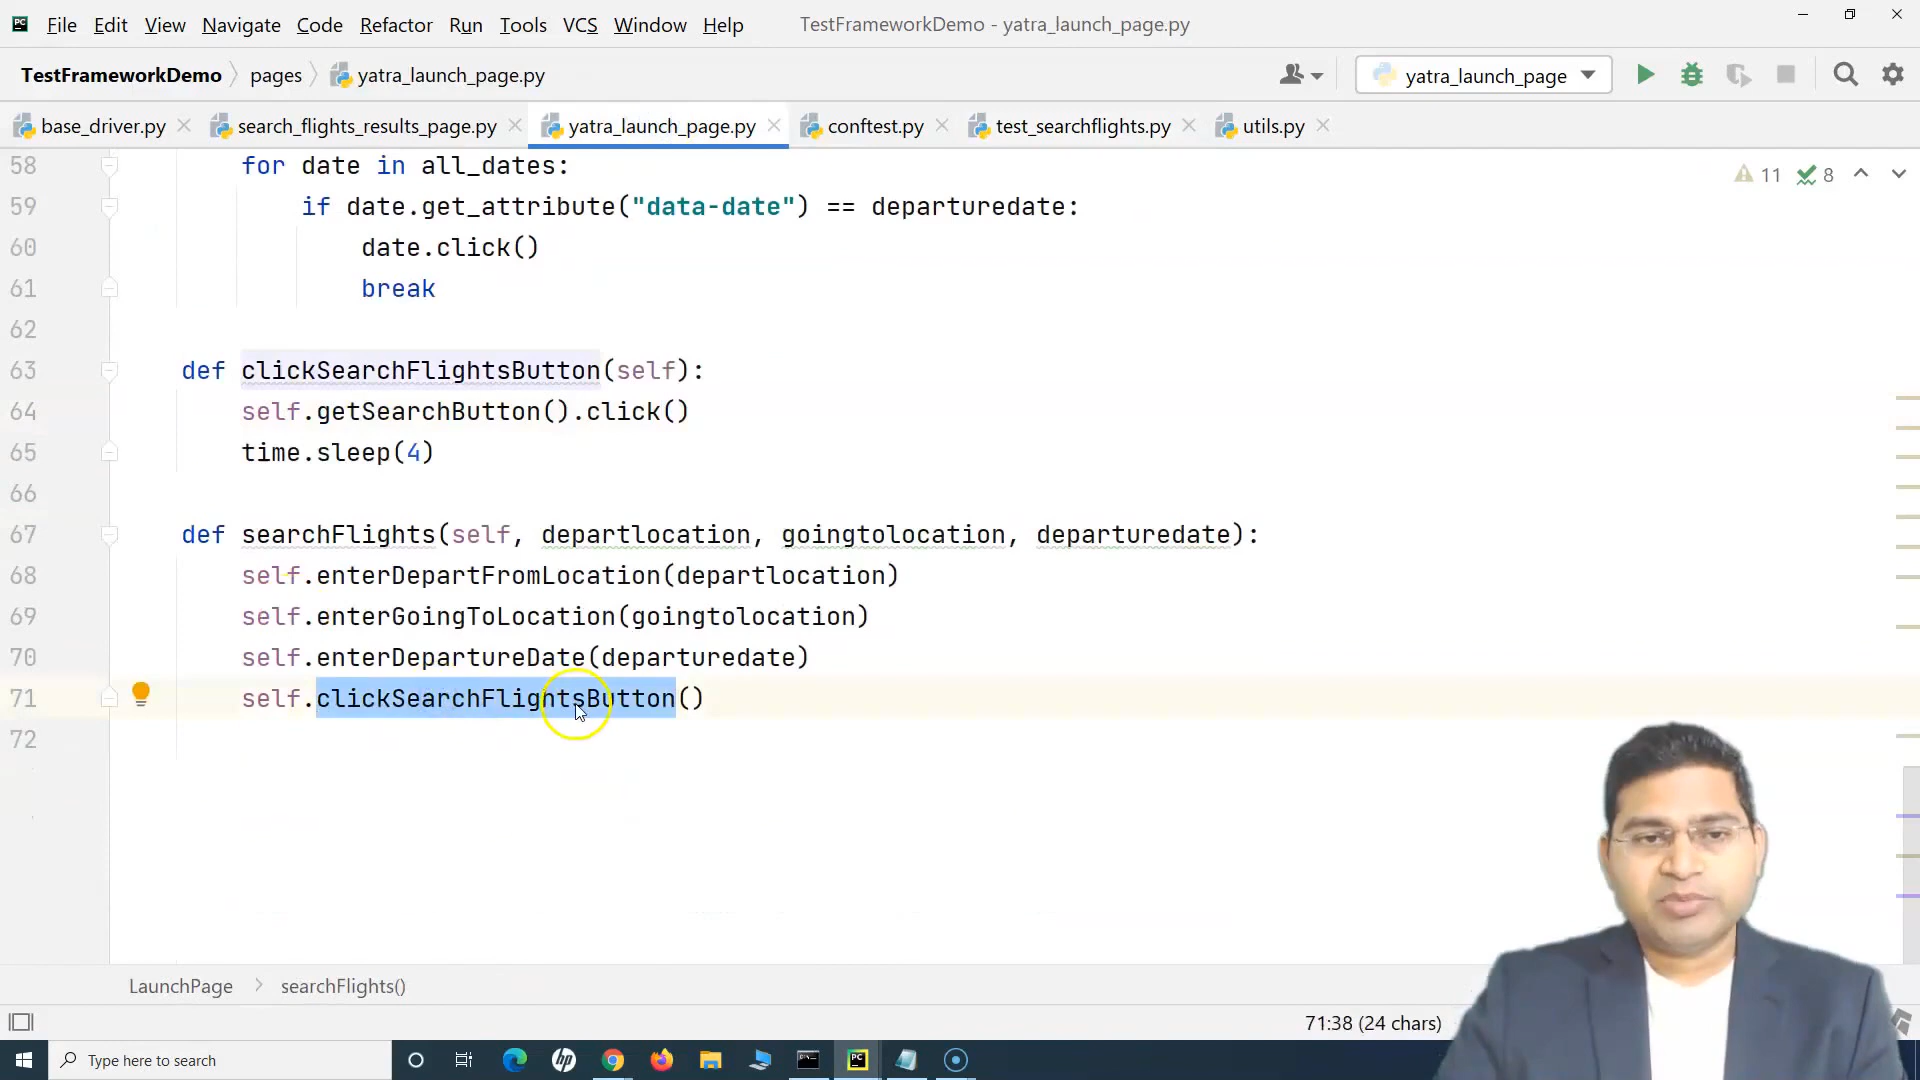 File Edit View Navigate Code Refactor Run Tools VCS Window Help TestFrameworkDemo - yatra_launch_page.py
TestFrameworkDemo pages yatra_launch_page.py yatra_launch_page
base_driver.py search_flights_results_page.py yatra_launch_page.py conftest.py test_searchflights.py utils.py
58 for date in all_dates: 11 8
59 if date.get_attribute("data-date") == departuredate:
60 date.click()
61 break
62
63 def clickSearchFlightsButton(self):
64 self.getSearchButton().click()
65 time.sleep(4)
66
67 def searchFlights(self, departlocation, goingtolocation, departuredate):
68 self.enterDepartFromLocation(departlocation)
69 self.enterGoingToLocation(goingtolocation)
70 self.enterDepartureDate(departuredate)
71 self.clickSearchFlightsButton()
72
LaunchPage searchFlights()
71:38 (24 chars)
Type here to search hp PC